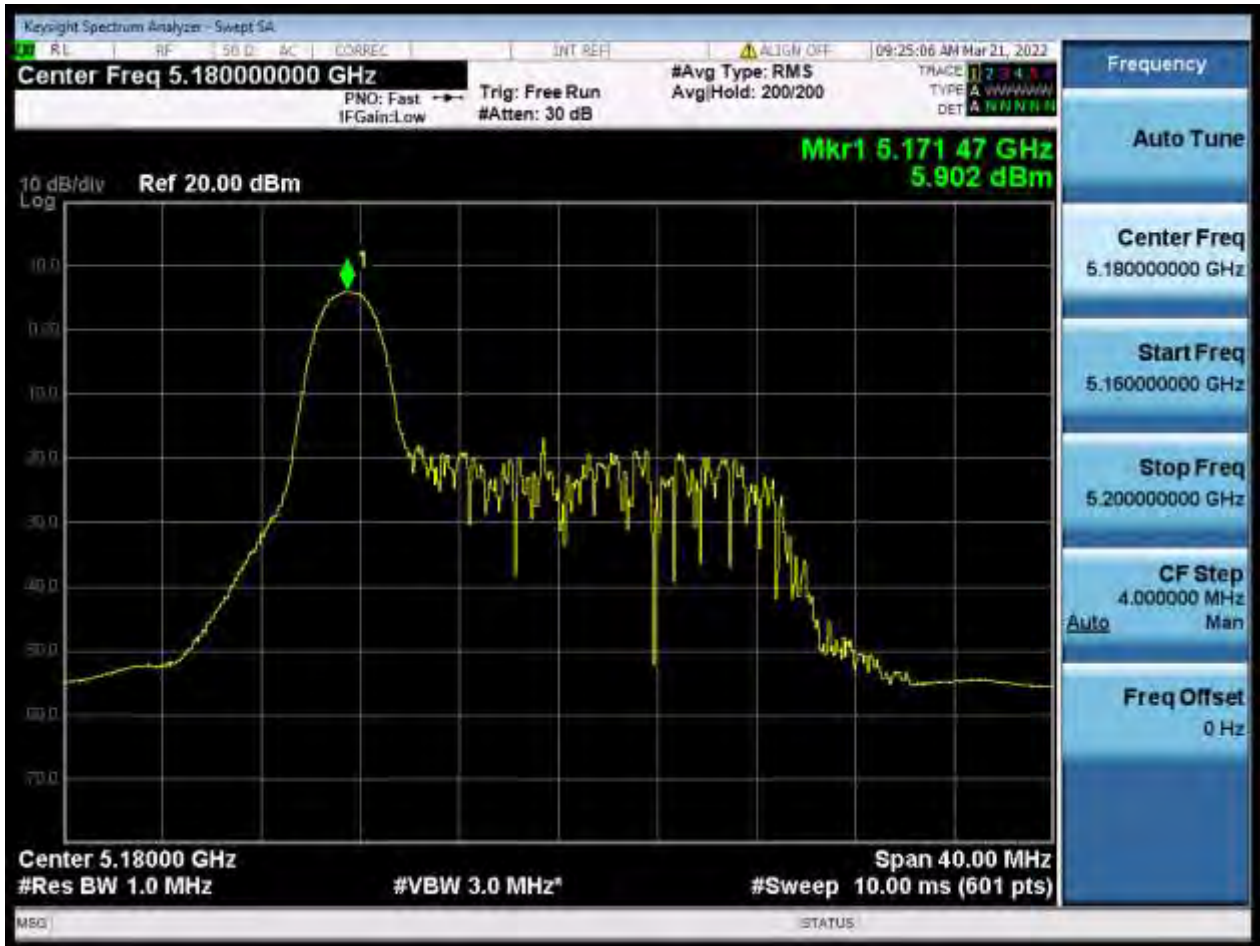 Keysight Spectrum Analyzer - Swept SA
RL RF 50 Ω AC CORREC INT REF ALIGN OFF 09:25:06 AM Mar 21, 2022
Center Freq 5.180000000 GHz
PNO: Fast
IFGain:Low
Trig: Free Run
#Atten: 30 dB
#Avg Type: RMS
Avg|Hold: 200/200
TRACE 1 2 3 4 5 6
TYPE A WWWWW
DET A N N N N N
Mkr1 5.171 47 GHz
5.902 dBm
10 dB/div Ref 20.00 dBm
Log
10.0
0.00
10.0
20.0
30.0
40.0
50.0
60.0
70.0
1
Center 5.18000 GHz
Span 40.00 MHz
#Res BW 1.0 MHz
#VBW 3.0 MHz*
#Sweep 10.00 ms (601 pts)
MSG
STATUS
Frequency
Auto Tune
Center Freq
5.180000000 GHz
Start Freq
5.160000000 GHz
Stop Freq
5.200000000 GHz
CF Step
4.000000 MHz
Auto Man
Freq Offset
0 Hz